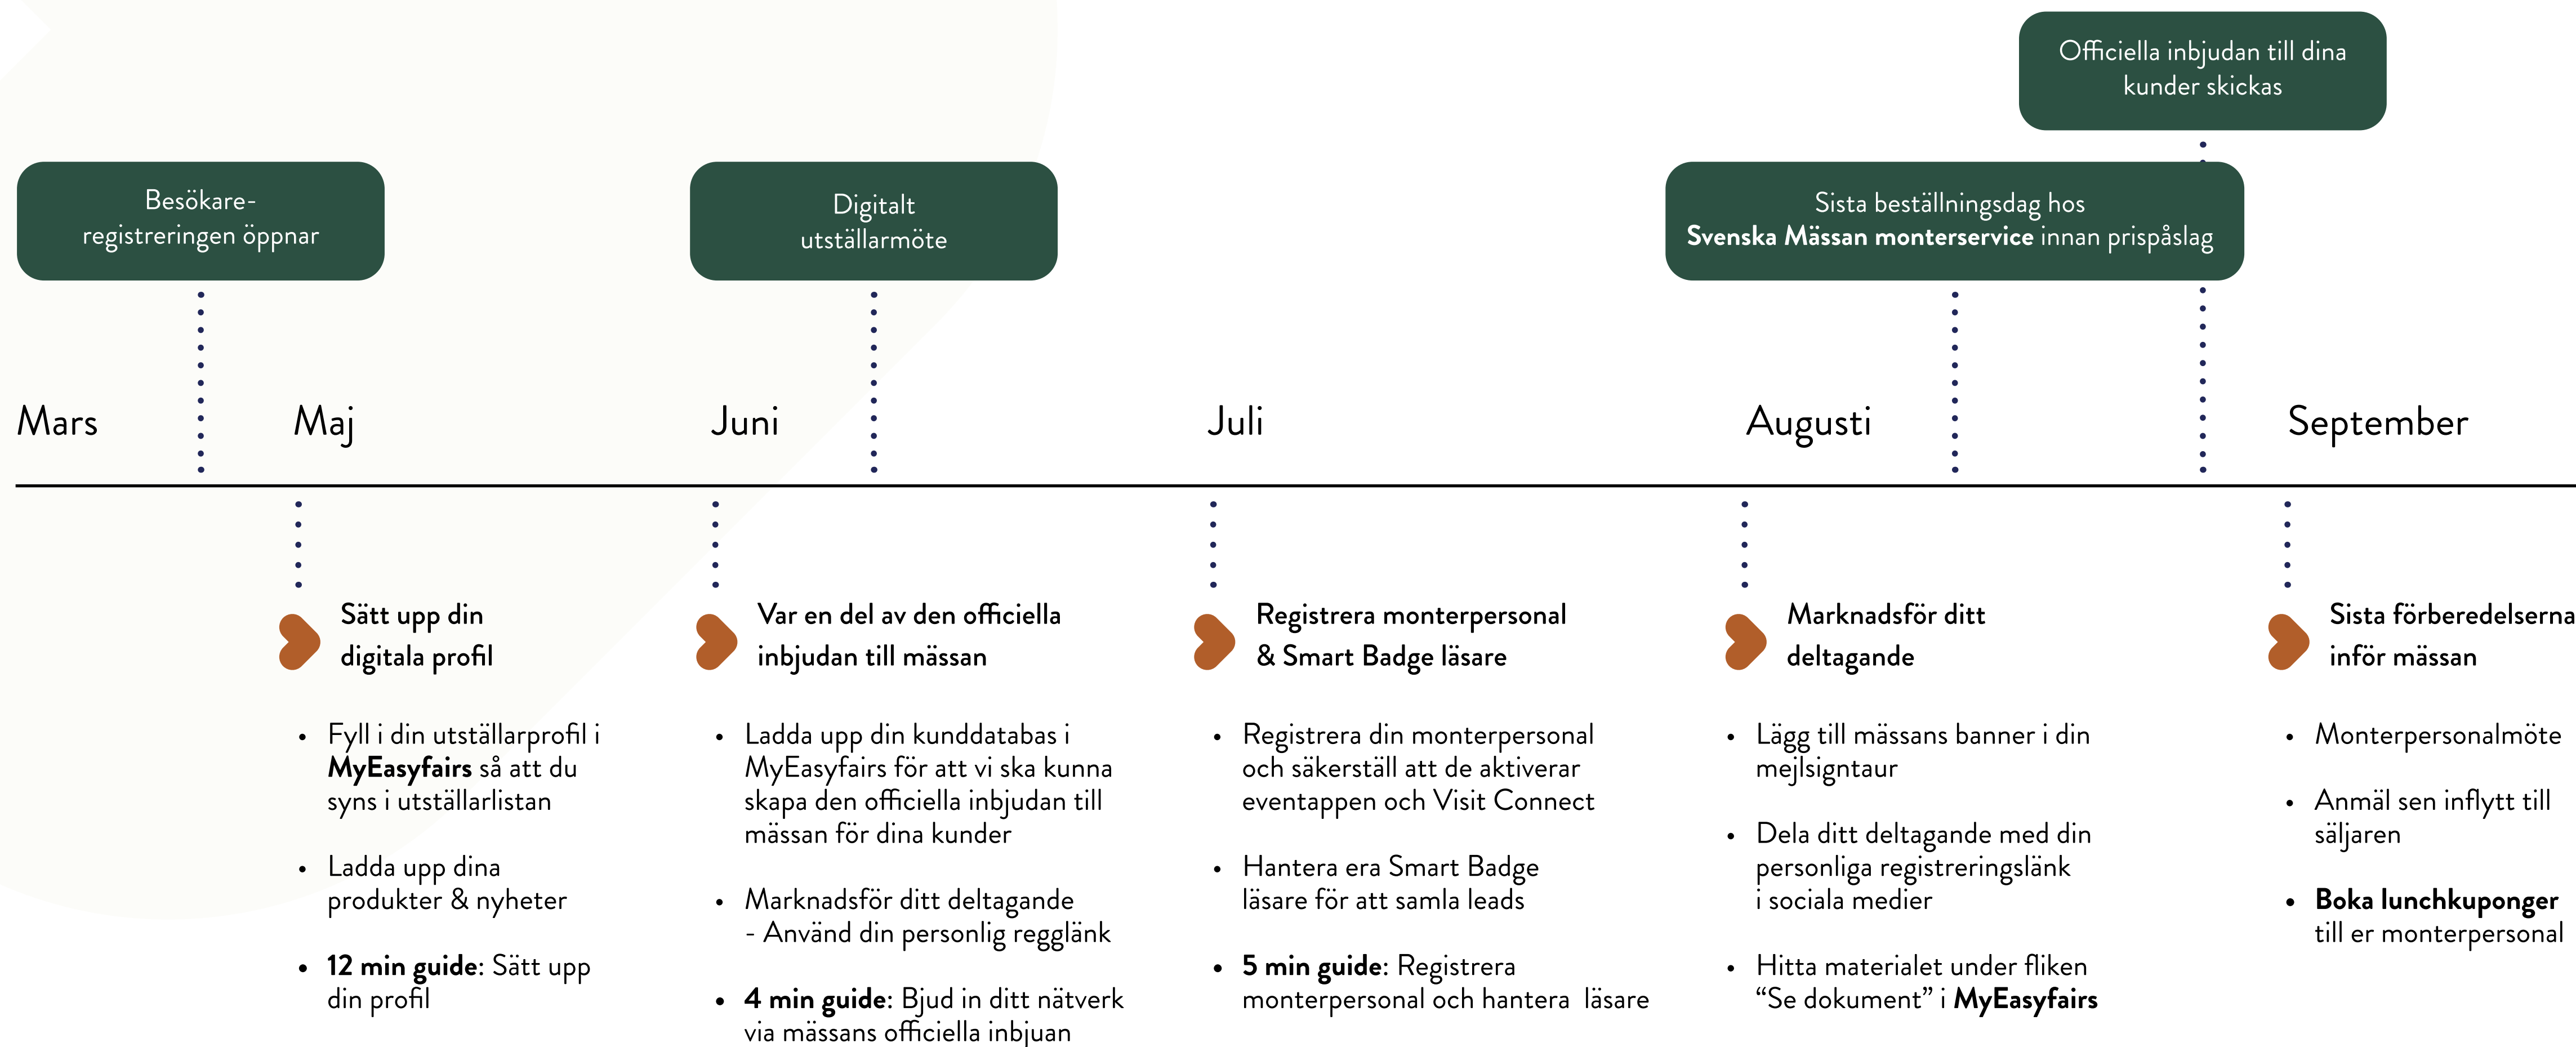 Officiella inbjudan till dina
kunder skickas
Besökare-
registreringen öppnar
Digitalt
utställarmöte
Sista beställningsdag hos
Svenska Mässan monterservice innan prispåslag
Mars
Maj
Juni
Juli
Augusti
September
Sätt upp din
digitala profil
• Fyll i din utställarprofil i
MyEasyfairs så att du
syns i utställarlistan
• Ladda upp dina
produkter & nyheter
• 12 min guide: Sätt upp
din profil
Var en del av den officiella
inbjudan till mässan
• Ladda upp din kunddatabas i
MyEasyfairs för att vi ska kunna
skapa den officiella inbjudan till
mässan för dina kunder
• Marknadsför ditt deltagande
- Använd din personlig regglänk
• 4 min guide: Bjud in ditt nätverk
via mässans officiella inbjuan
Registrera monterpersonal
& Smart Badge läsare
• Registrera din monterpersonal
och säkerställ att de aktiverar
eventappen och Visit Connect
• Hantera era Smart Badge
läsare för att samla leads
• 5 min guide: Registrera
monterpersonal och hantera  läsare
Marknadsför ditt
deltagande
• Lägg till mässans banner i din
mejlsigntaur
• Dela ditt deltagande med din
personliga registreringslänk
i sociala medier
• Hitta materialet under fliken
“Se dokument” i MyEasyfairs
Sista förberedelserna
inför mässan
• Monterpersonalmöte
• Anmäl sen inflytt till
säljaren
• Boka lunchkuponger
till er monterpersonal